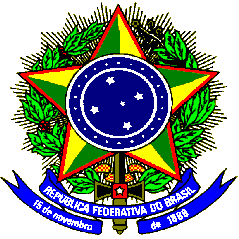 REPÚBLICA FEDERATIVA DO BRASIL
15 de novembro de 1889